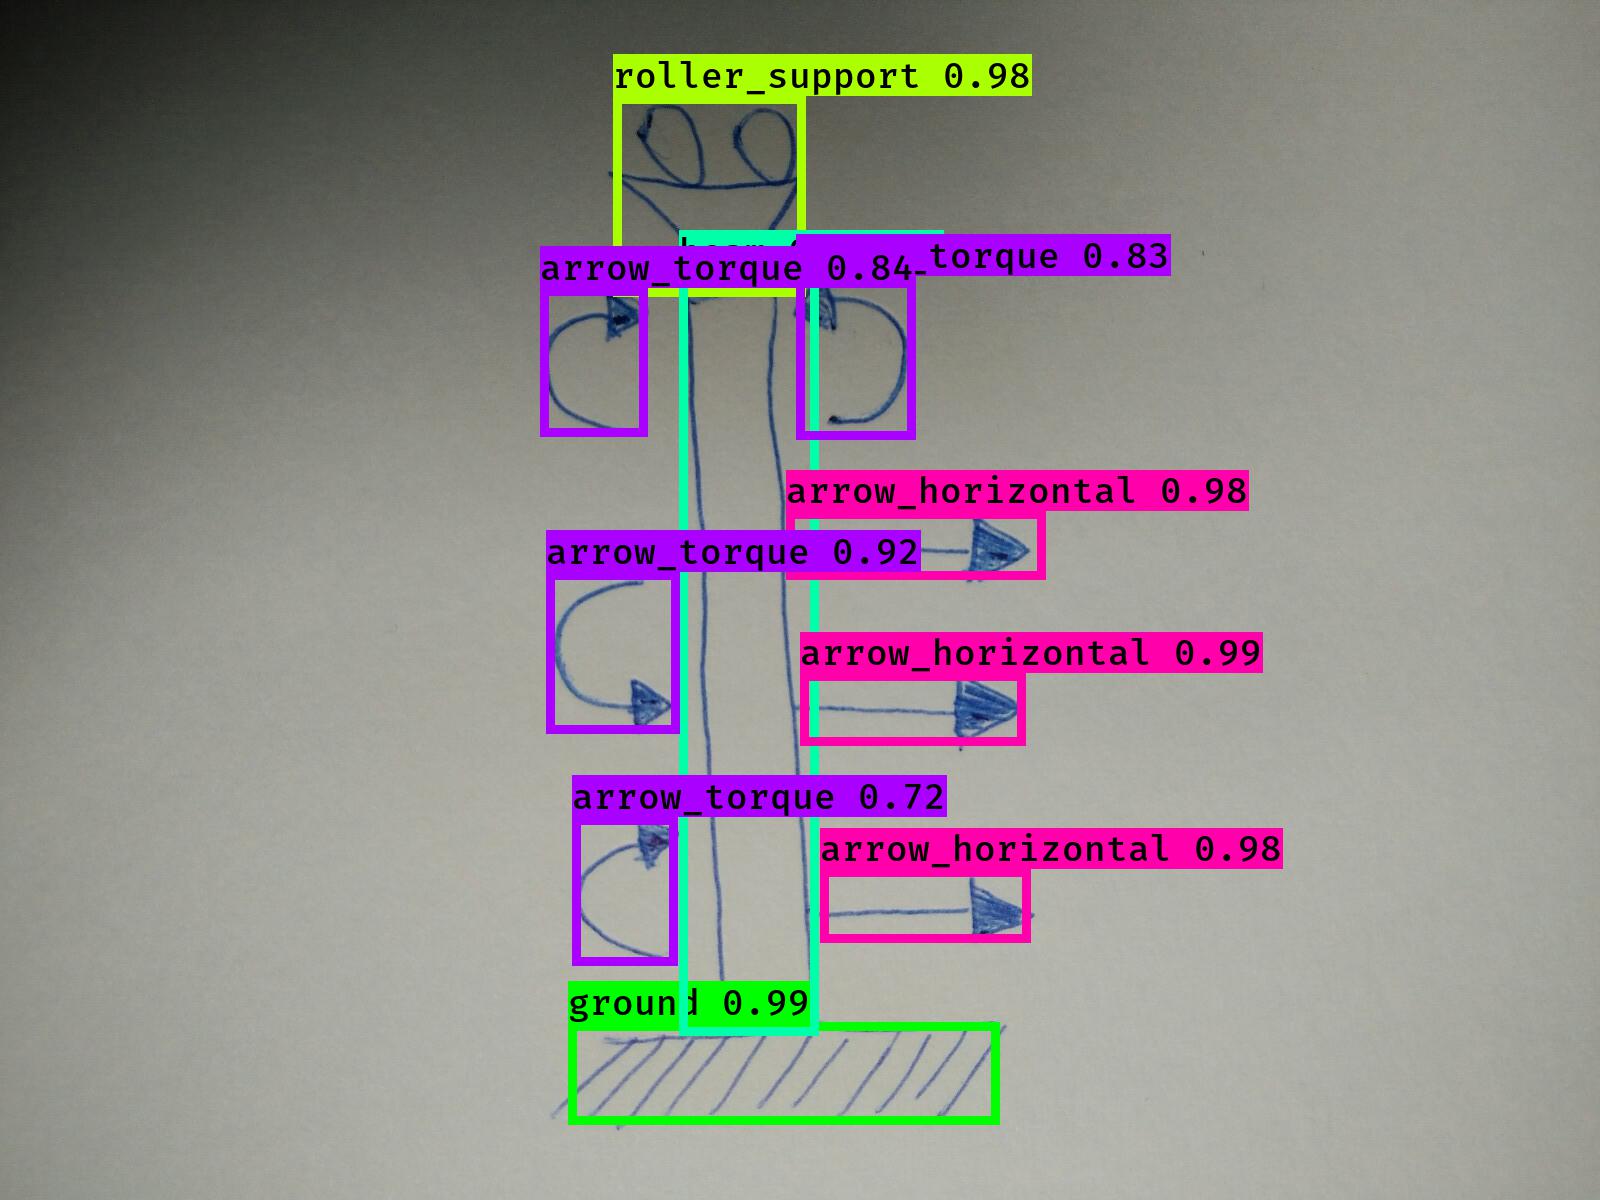 roller_support 0.98
arrow_torque 0.84
torque 0.83
arrow_horizontal 0.98
arrow_torque 0.92
arrow_horizontal 0.99
arrow_torque 0.72
arrow_horizontal 0.98
ground 0.99